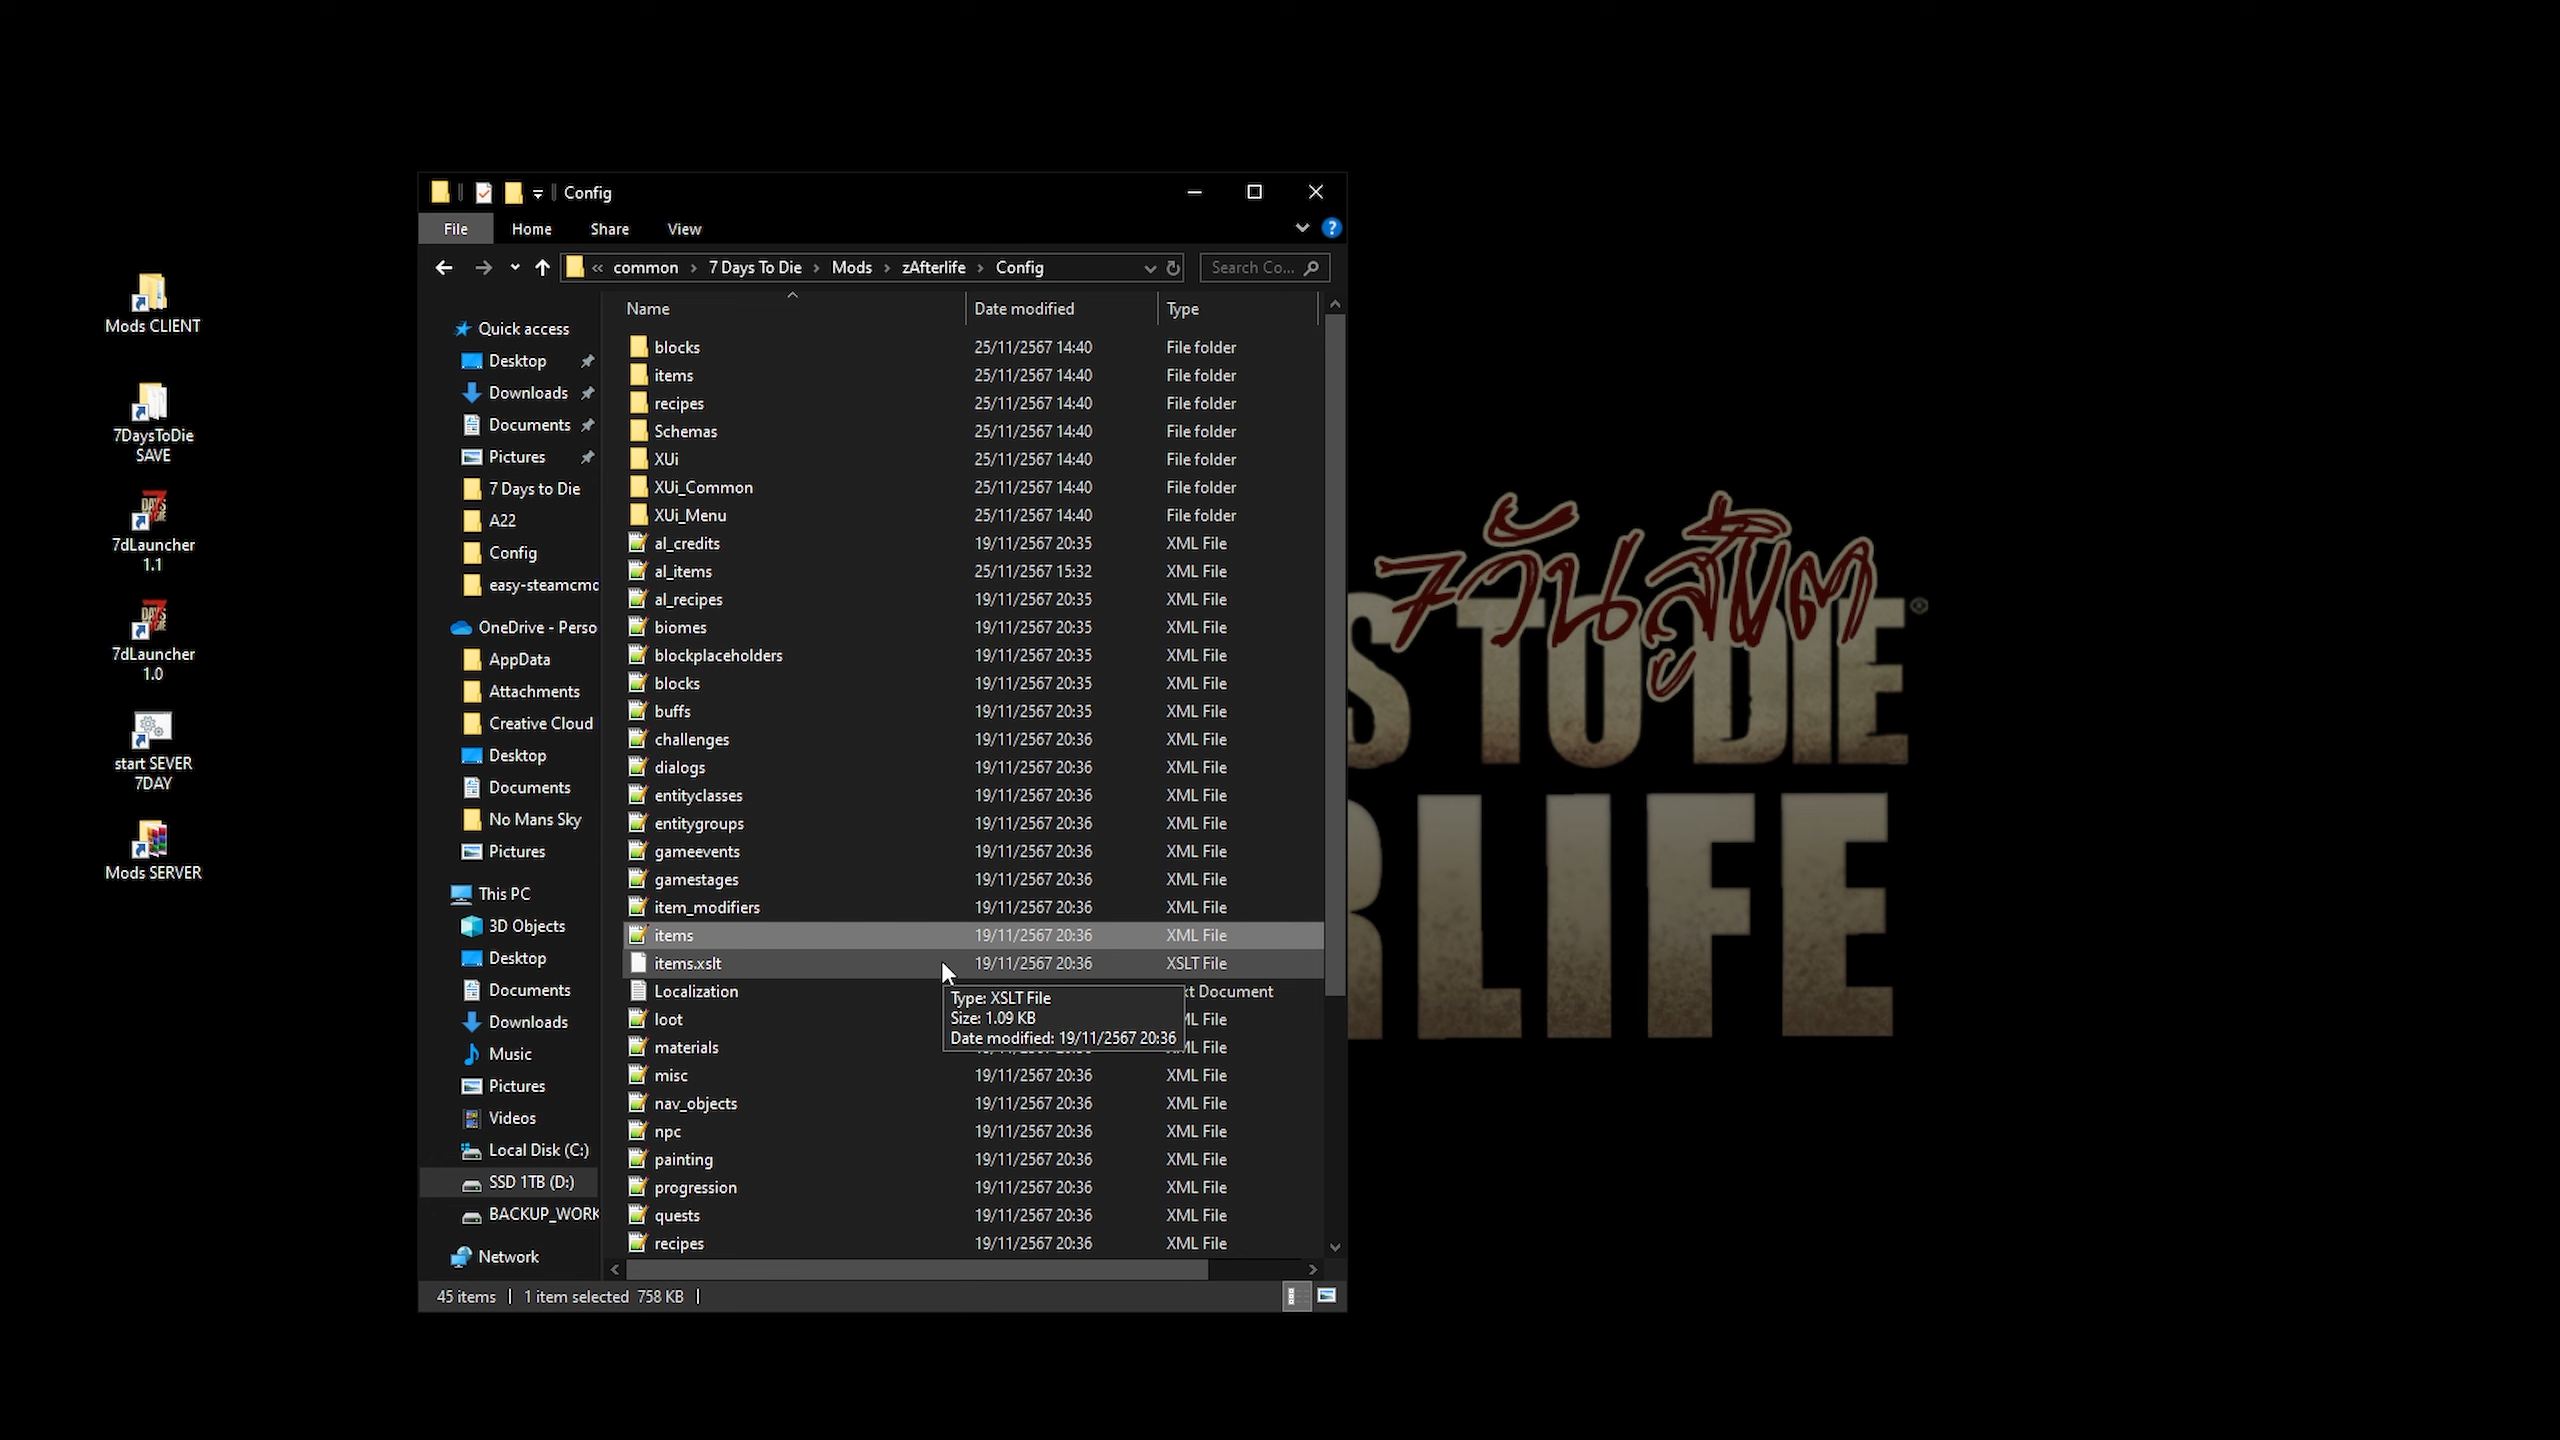 Config
File Home Share View
« common › 7 Days To Die › Mods › zAfterlife › Config
Search Co...
Name Date modified Type
Mods CLIENT
7DaysToDie
SAVE
7dLauncher
1.1
7dLauncher
1.0
start SEVER
7DAY
Mods SERVER
Quick access
Desktop
Downloads
Documents
Pictures
7 Days to Die
A22
Config
easy-steamcmd
OneDrive - Perso
AppData
Attachments
Creative Cloud
Desktop
Documents
No Mans Sky
Pictures
This PC
3D Objects
Desktop
Documents
Downloads
Music
Pictures
Videos
Local Disk (C:)
SSD 1TB (D:)
BACKUP_WORK
Network
blocks 25/11/2567 14:40 File folder
items 25/11/2567 14:40 File folder
recipes 25/11/2567 14:40 File folder
Schemas 25/11/2567 14:40 File folder
XUi 25/11/2567 14:40 File folder
XUi_Common 25/11/2567 14:40 File folder
XUi_Menu 25/11/2567 14:40 File folder
al_credits 19/11/2567 20:35 XML File
al_items 25/11/2567 15:32 XML File
al_recipes 19/11/2567 20:35 XML File
biomes 19/11/2567 20:35 XML File
blockplaceholders 19/11/2567 20:35 XML File
blocks 19/11/2567 20:35 XML File
buffs 19/11/2567 20:35 XML File
challenges 19/11/2567 20:36 XML File
dialogs 19/11/2567 20:36 XML File
entityclasses 19/11/2567 20:36 XML File
entitygroups 19/11/2567 20:36 XML File
gameevents 19/11/2567 20:36 XML File
gamestages 19/11/2567 20:36 XML File
item_modifiers 19/11/2567 20:36 XML File
items 19/11/2567 20:36 XML File
items.xslt 19/11/2567 20:36 XSLT File
Localization xt Document
loot ML File
materials ML File
Type: XSLT File
Size: 1.09 KB
Date modified: 19/11/2567 20:36
misc 19/11/2567 20:36 XML File
nav_objects 19/11/2567 20:36 XML File
npc 19/11/2567 20:36 XML File
painting 19/11/2567 20:36 XML File
progression 19/11/2567 20:36 XML File
quests 19/11/2567 20:36 XML File
recipes 19/11/2567 20:36 XML File
45 items 1 item selected 758 KB
7วันสู่ผีตาย
S TO DIE®
RLIFE